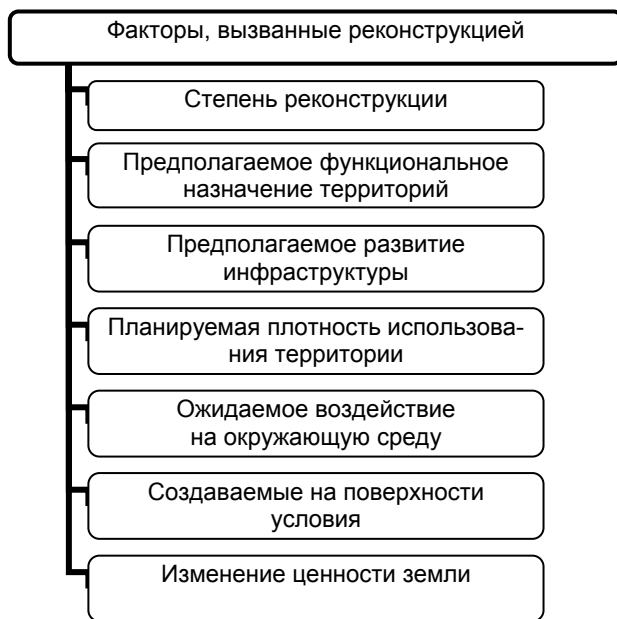 Факторы, вызванные реконструкцией
Степень реконструкции
Предполагаемое функциональное
назначение территорий
Предполагаемое развитие
инфраструктуры
Планируемая плотность использова-
ния территории
Ожидаемое воздействие
на окружающую среду
Создаваемые на поверхности
условия
Изменение ценности земли